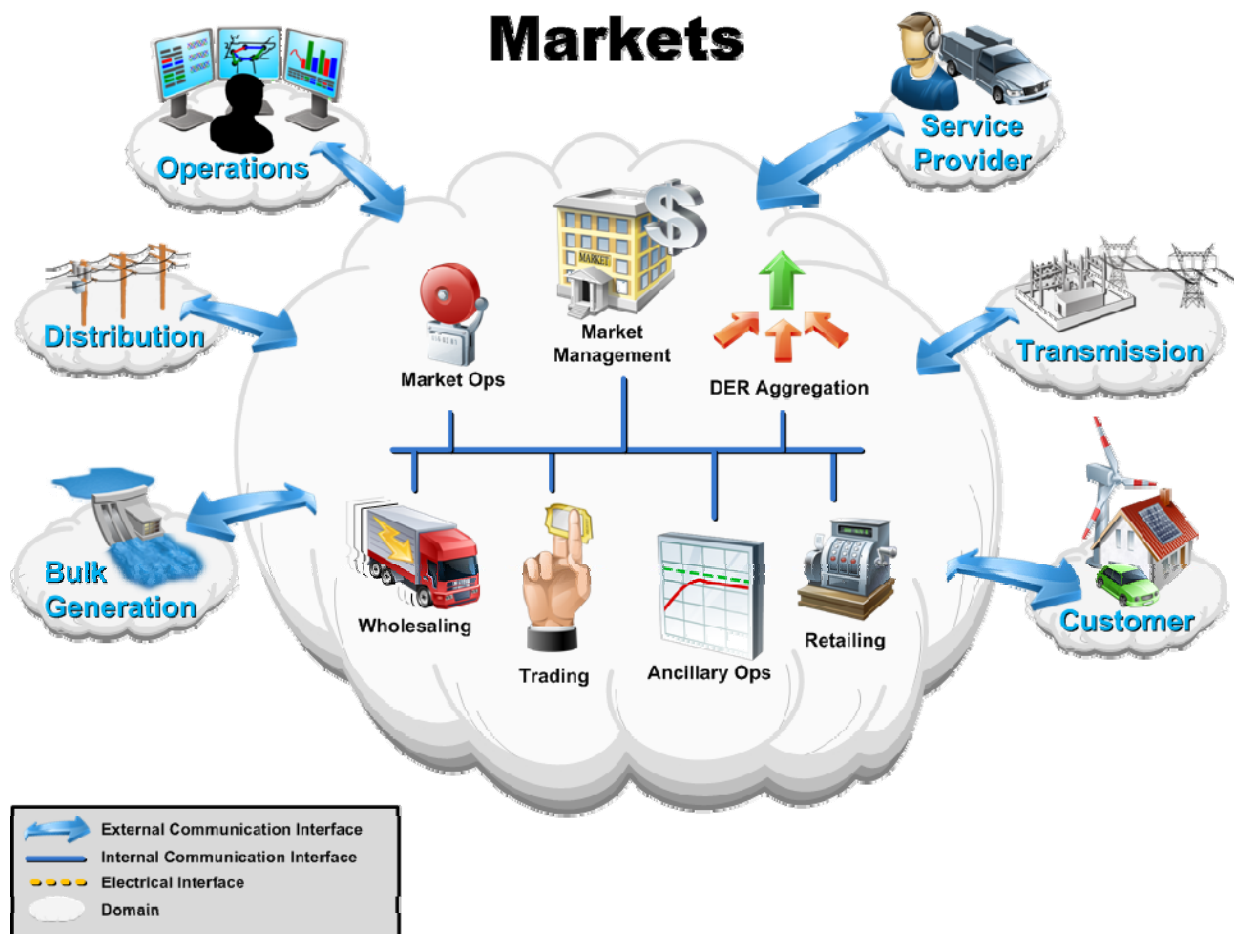 Markets
Operations
Service
Provider
MARKET
Distribution
Market Ops
Market
Management
DER Aggregation
Transmission
Bulk
Generation
Wholesaling
Trading
Ancillary Ops
Retailing
Customer
External Communication Interface
Internal Communication Interface
Electrical Interface
Domain